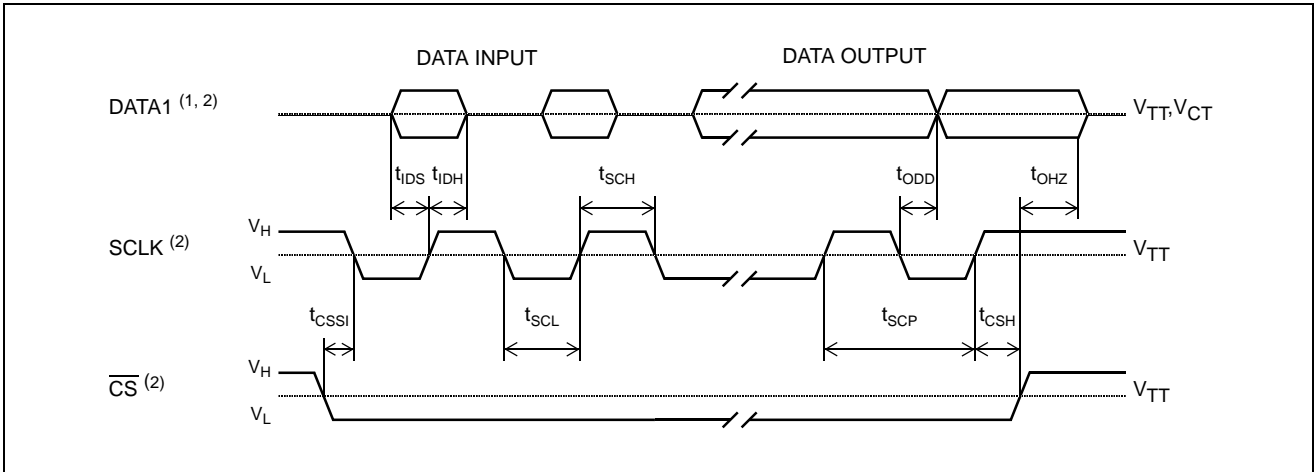 DATA INPUT DATA OUTPUT
DATA1 (1, 2) VTT,VCT
tIDS tIDH tSCH tODD tOHZ
VH
SCLK (2) VTT
VL
tCSSI tSCL tSCP tCSH
VH
CS (2) VTT
VL